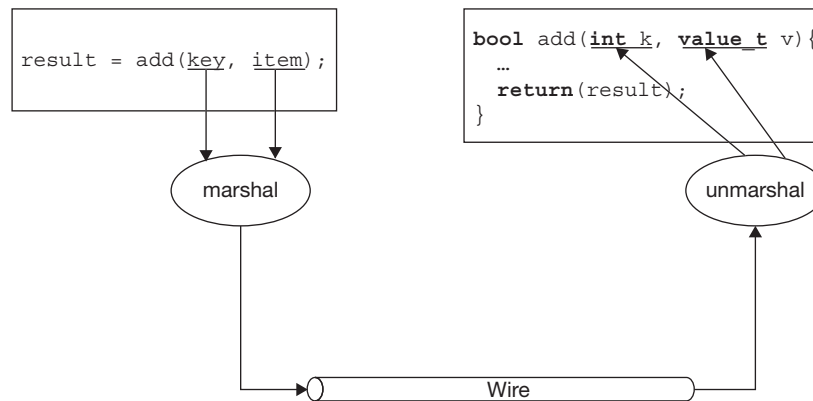 result = add(key, item);
bool add(int k, value_t v){
…
return(result);
}
marshal
unmarshal
Wire